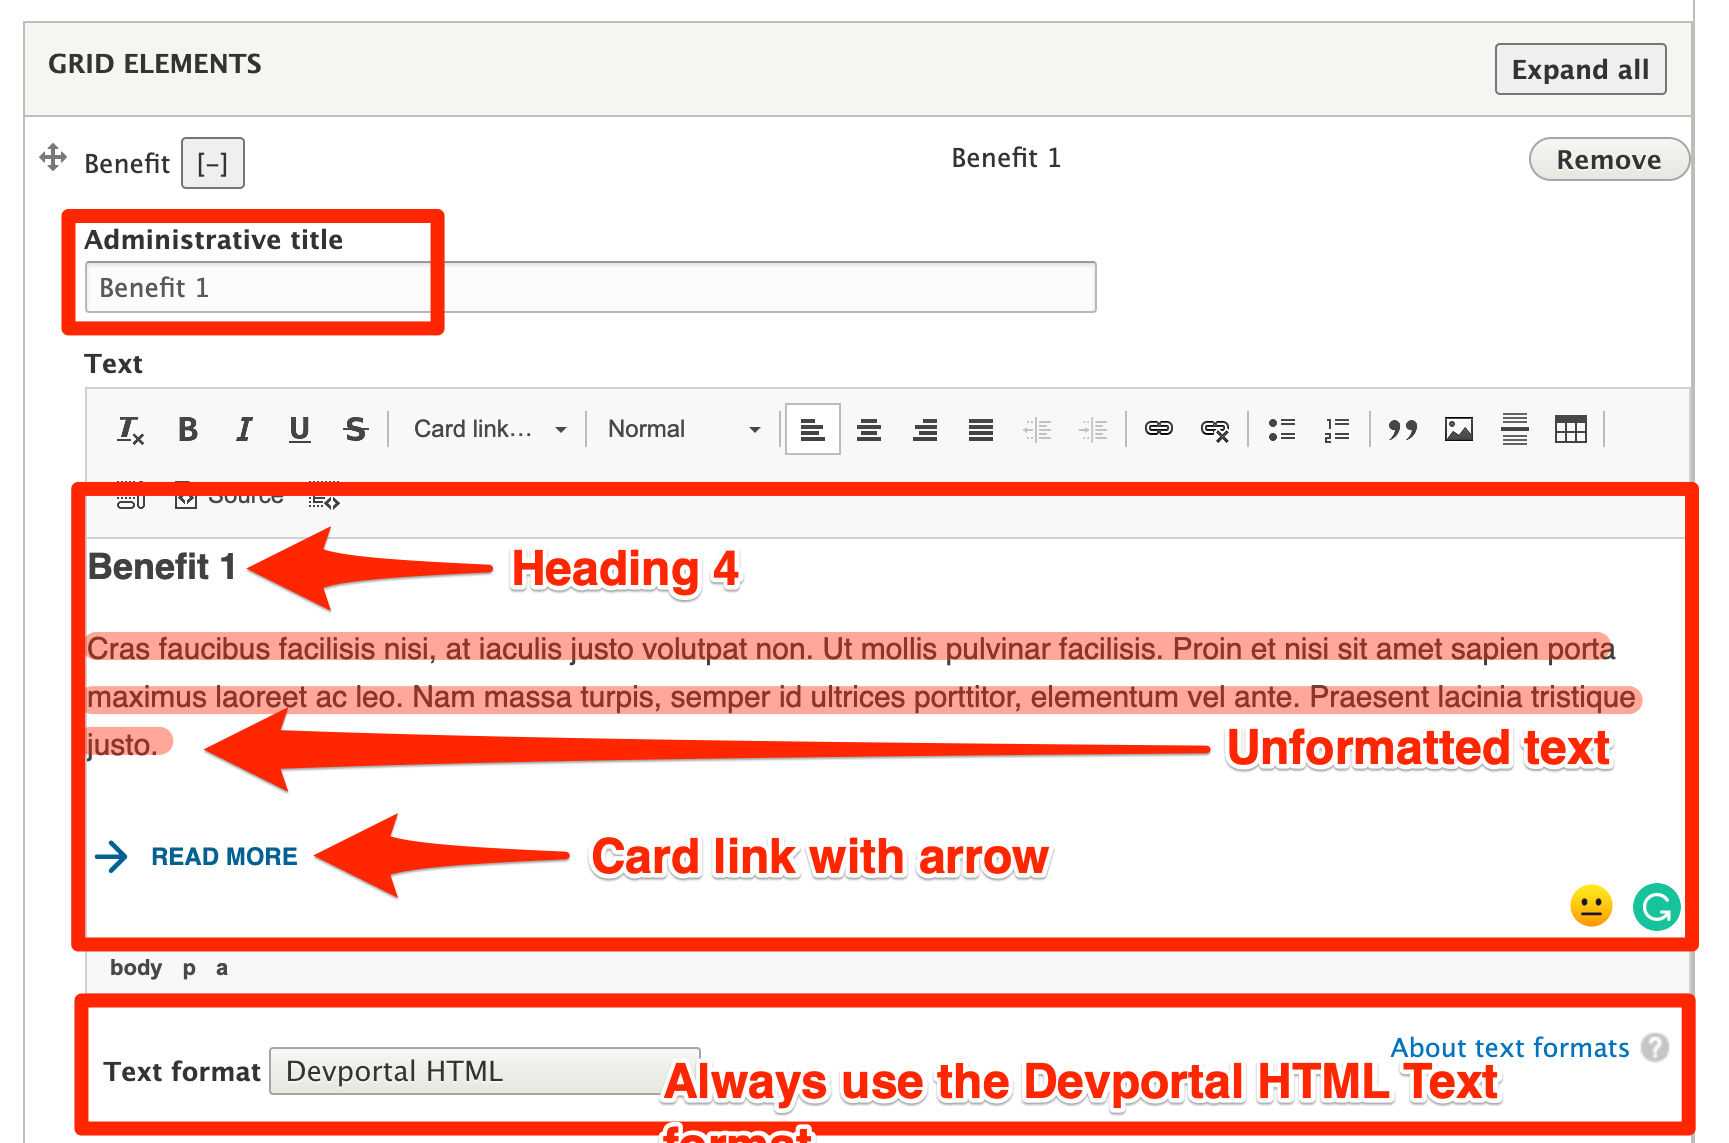 GRID ELEMENTS
Expand all
Benefit [–] Benefit 1 Remove
Administrative title
Benefit 1
Text
Card link... Normal
Source
Benefit 1 Heading 4
Cras faucibus facilisis nisi, at iaculis justo volutpat non. Ut mollis pulvinar facilisis. Proin et nisi sit amet sapien porta
maximus laoreet ac leo. Nam massa turpis, semper id ultrices porttitor, elementum vel ante. Praesent lacinia tristique
justo.
Unformatted text
READ MORE Card link with arrow
body p a
About text formats ?
Text format Devportal HTML
Always use the Devportal HTML Text
format